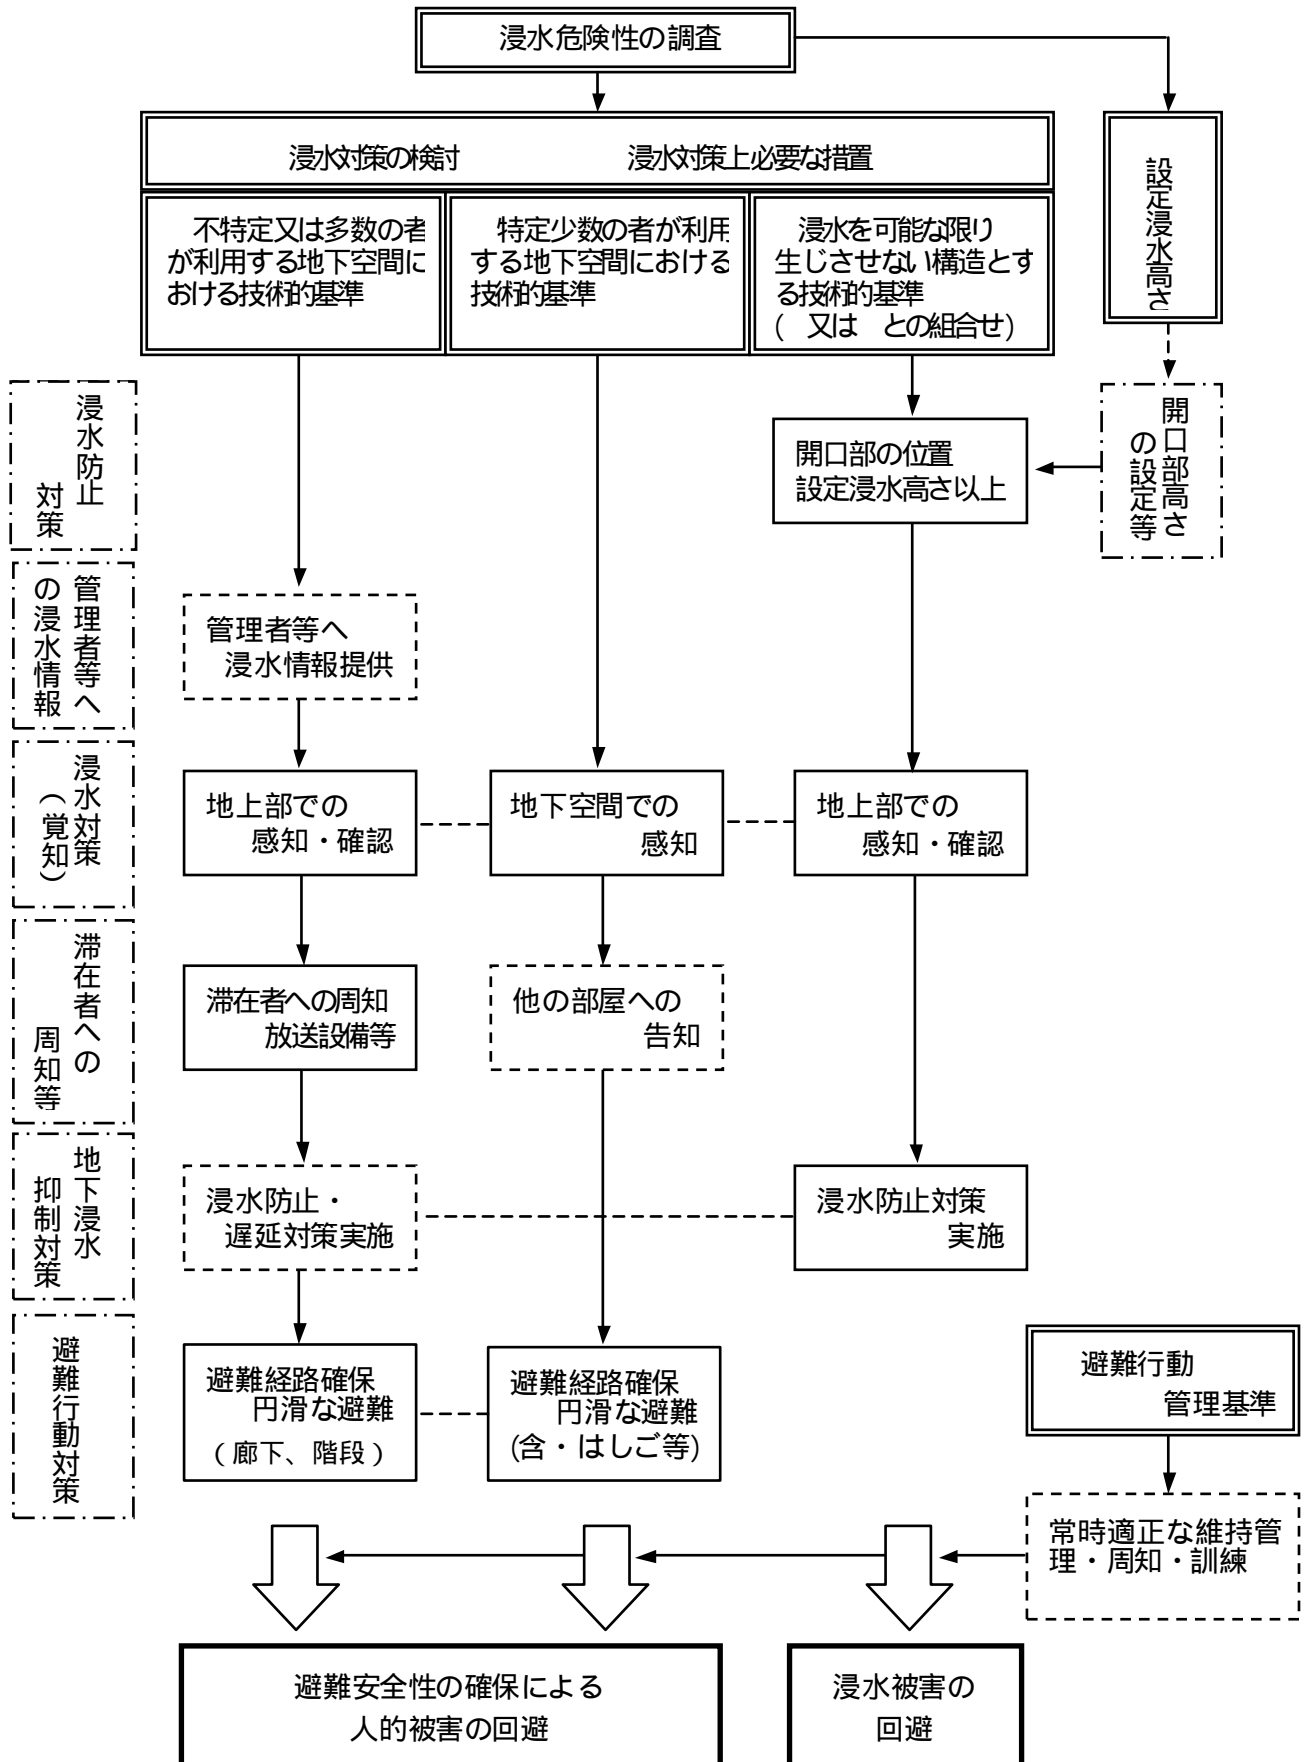 浸水危険性の調査
浸水対策の検討　浸水対策上必要な措置
設定浸水高さ
不特定又は多数の者
が利用する地下空間に
おける技術的基準
特定少数の者が利用
する地下空間における
技術的基準
浸水を可能な限り
生じさせない構造とす
る技術的基準
(　又は　との組合せ)
浸水防止
対策
開口部の位置
設定浸水高さ以上
開口部高さ
の設定等
管理者等へ
の浸水情報
管理者等へ
浸水情報提供
浸水対策
(覚知)
地上部での
感知・確認
地下空間での
感知
地上部での
感知・確認
滞在者への
周知等
滞在者への周知
放送設備等
他の部屋への
告知
地下浸水
抑制対策
浸水防止・
遅延対策実施
浸水防止対策
実施
避難行動対策
避難経路確保
円滑な避難
(廊下、階段)
避難経路確保
円滑な避難
(含・はしご等)
避難行動
管理基準
常時適正な維持管
理・周知・訓練
避難安全性の確保による
人的被害の回避
浸水被害の
回避